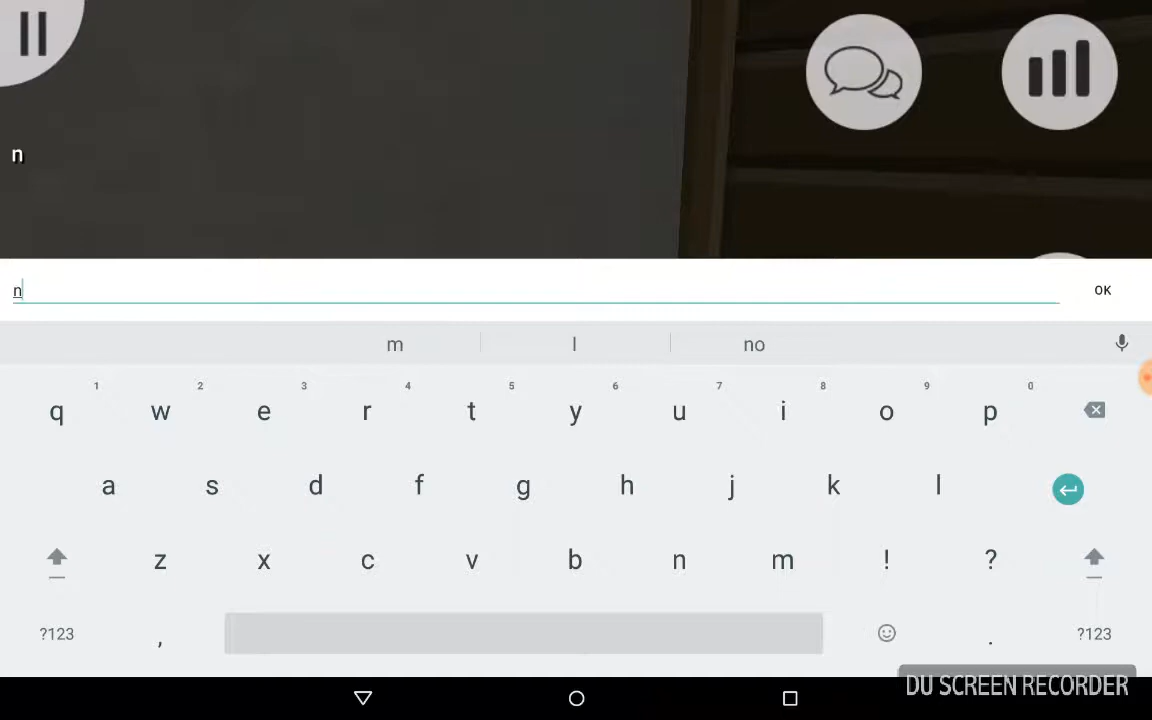 n
n
OK
m l no
1 2 3 4 5 6 7 8 9 0
q w e r t y u i o p
a s d f g h j k l
z x c v b n m ! ?
?123 , . ?123
DU SCREEN RECORDER